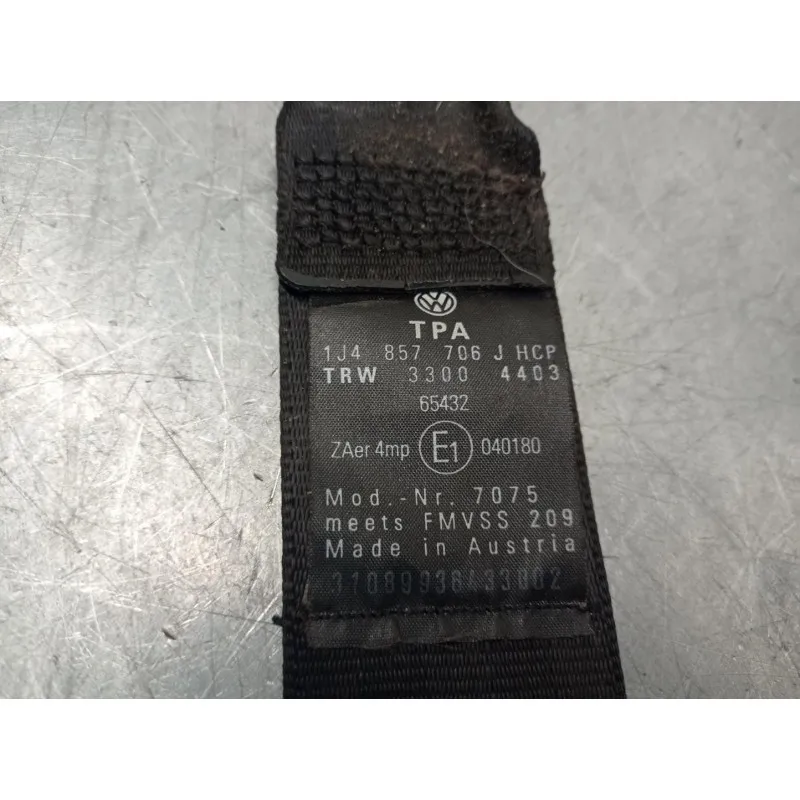 TPA
1J4 857 706 J HCP
TRW 3300 4403
65432
ZAer 4mp E1 040180
Mod.-Nr. 7075
meets FMVSS 209
Made in Austria